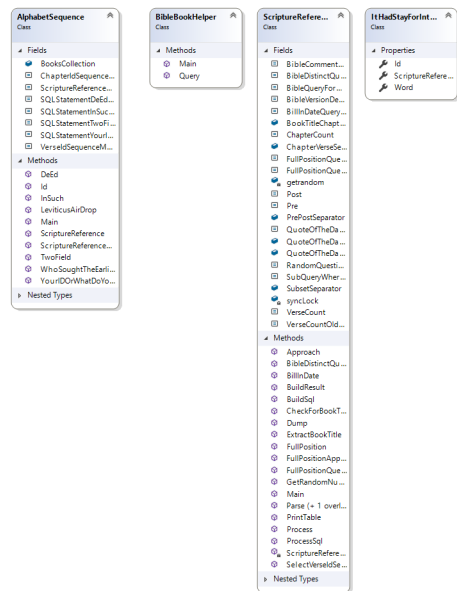 AlphabetSequence
Class
Fields
BooksCollection
ChapterIdSequence...
ScriptureReference...
SQLStatementDeEd...
SQLStatementInSuc...
SQLStatementTwoFi...
SQLStatementYourI...
VerseIdSequenceM...
Methods
DeEd
Id
InSuch
LeviticusAirDrop
Main
ScriptureReference
ScriptureReference...
TwoField
WhoSoughtTheEarli...
YourIDOrWhatDoYo...
Nested Types
BibleBookHelper
Class
Methods
Main
Query
ScriptureRefere...
Class
Fields
BibleComment...
BibleDistinctQu...
BibleQueryFor...
BibleVersionDe...
BillInDateQuery...
BookTitleChapt...
ChapterCount
ChapterVerseSe...
FullPositionQue...
FullPositionQue...
getrandom
Post
Pre
PrePostSeparator
QuoteOfTheDa...
QuoteOfTheDa...
QuoteOfTheDa...
RandomQuesti...
SubQueryWher...
SubsetSeparator
syncLock
VerseCount
VerseCountOld...
Methods
Approach
BibleDistinctQu...
BillInDate
BuildResult
BuildSql
CheckForBookT...
Dump
ExtractBookTitle
FullPosition
FullPositionApp...
FullPositionQue...
GetRandomNu...
Main
Parse (+ 1 overl...
PrintTable
Process
ProcessSql
ScriptureRefere...
SelectVerseIdSe...
Nested Types
ItHadStayForInt...
Class
Properties
Id
ScriptureRefere...
Word